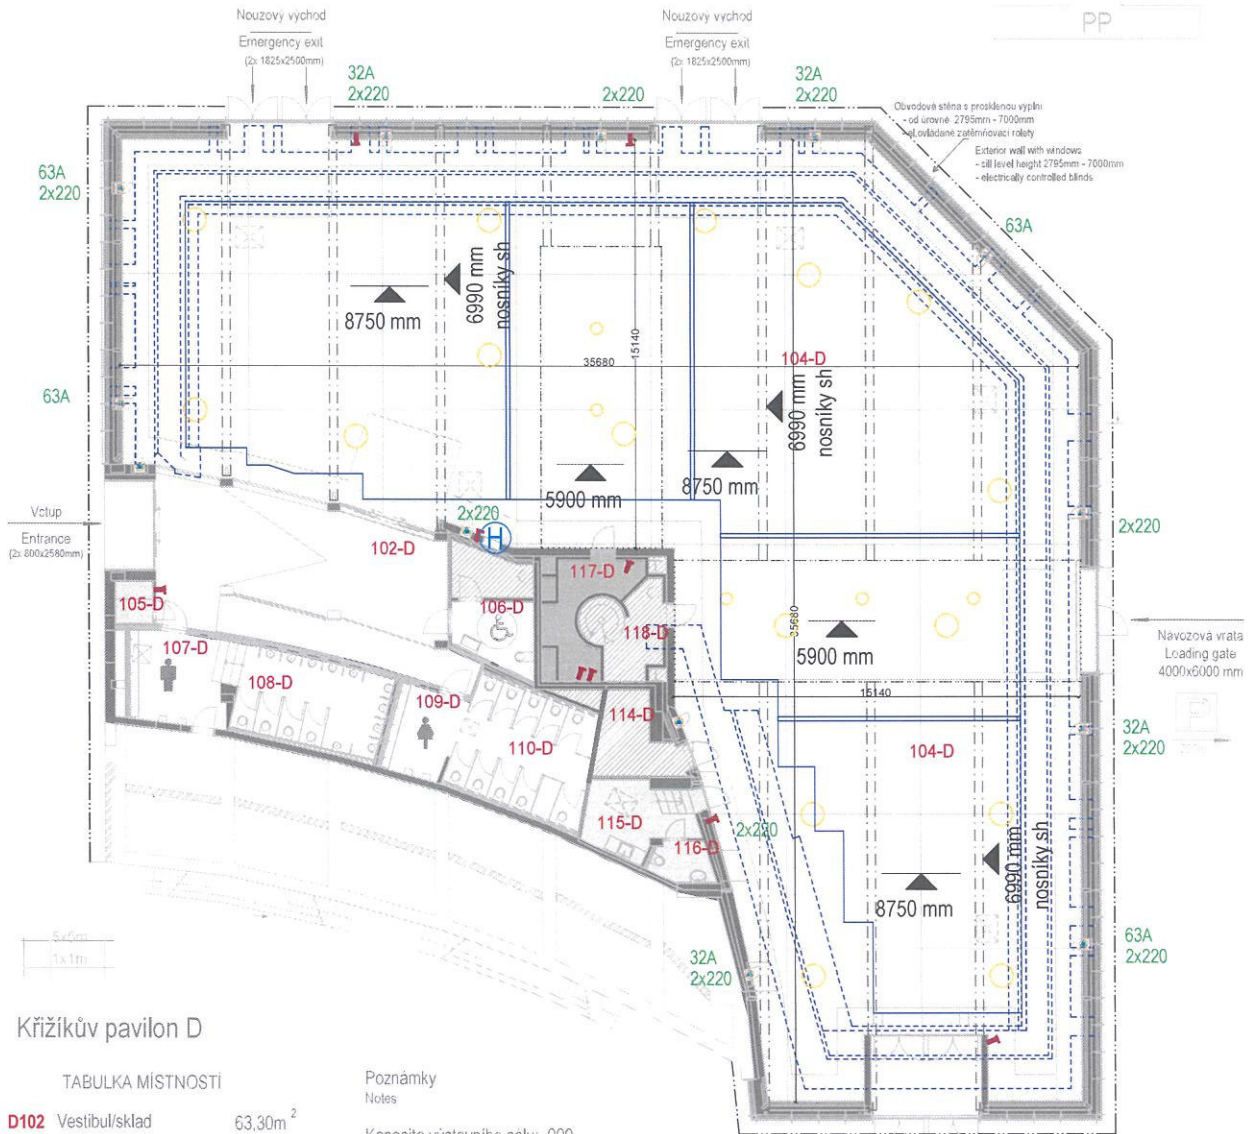 Nouzový východ
Emergency exit
(2x 1825x2500mm)
Nouzový východ
Emergency exit
(2x 1825x2500mm)
PP
32A
2x220
2x220
32A
2x220
Obvodová stěna s prosklenou výplní
- od úrovně 2795mm - 7000mm
- el.ovládané zatěmňovací rolety
Exterior wall with windows
- sill level height 2795mm - 7000mm
- electrically controlled blinds
63A
2x220
63A
6990 mm
nosníky sh
8750 mm
15140
35680
104-D
6990 mm
nosníky sh
63A
5900 mm
8750 mm
Vstup
Entrance
(2x 800x2580mm)
2x220
H
2x220
102-D
117-D
105-D
106-D
118-D
35680
107-D
5900 mm
Návozová vrata
Loading gate
4000x6000 mm
108-D
109-D
15140
114-D
P
110-D
104-D
32A
2x220
115-D
2x220
116-D
6990 mm
nosníky sh
8750 mm
5x5m
1x1m
32A
2x220
63A
2x220
Křižíkův pavilon D
TABULKA MÍSTNOSTÍ
Poznámky
Notes
D102 Vestibul/sklad 63,30m²